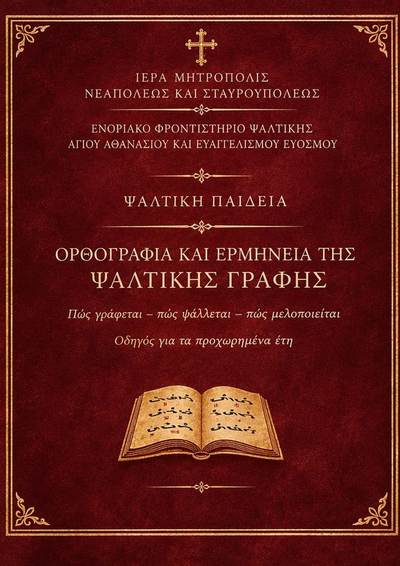 ΙΕΡΑ ΜΗΤΡΟΠΟΛΙΣ
ΝΕΑΠΟΛΕΩΣ ΚΑΙ ΣΤΑΥΡΟΥΠΟΛΕΩΣ
ΕΝΟΡΙΑΚΟ ΦΡΟΝΤΙΣΤΗΡΙΟ ΨΑΛΤΙΚΗΣ
ΑΓΙΟΥ ΑΘΑΝΑΣΙΟΥ ΚΑΙ ΕΥΑΓΓΕΛΙΣΜΟΥ ΕΥΟΣΜΟΥ
ΨΑΛΤΙΚΗ ΠΑΙΔΕΙΑ
ΟΡΘΟΓΡΑΦΙΑ ΚΑΙ ΕΡΜΗΝΕΙΑ ΤΗΣ
ΨΑΛΤΙΚΗΣ ΓΡΑΦΗΣ
Πώς γράφεται – πώς ψάλλεται – πώς μελοποιείται
Οδηγός για τα προχωρημένα έτη